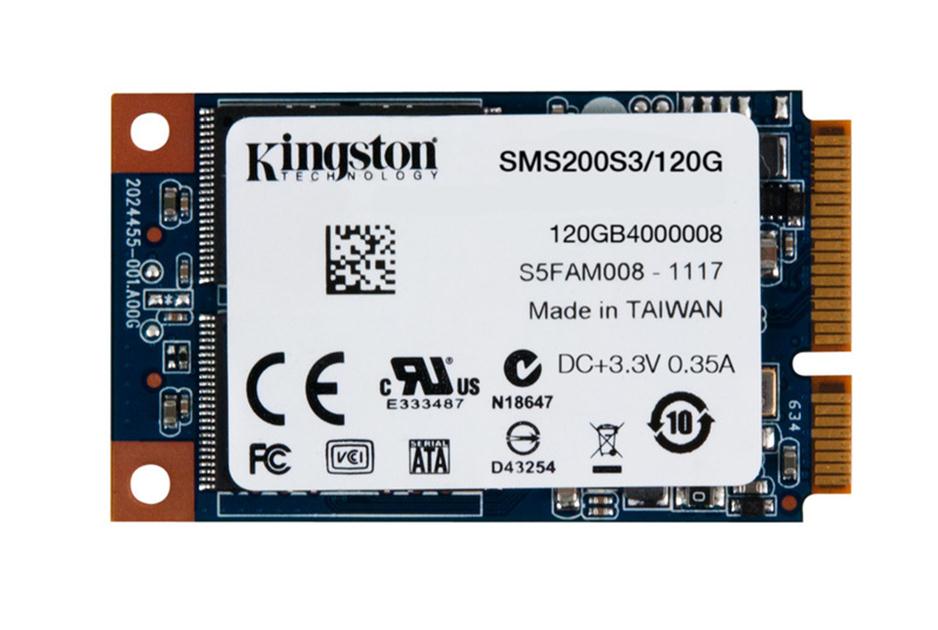 Kingston
TECHNOLOGY
SMS200S3/120G
120GB4000008
S5FAM008 - 1117
Made in TAIWAN
DC+3.3V 0.35A
CE
c RU® US
E333487
N18647
FC
VCI
SERIAL
ATA
D43254
10
2024455-001.A00G
634